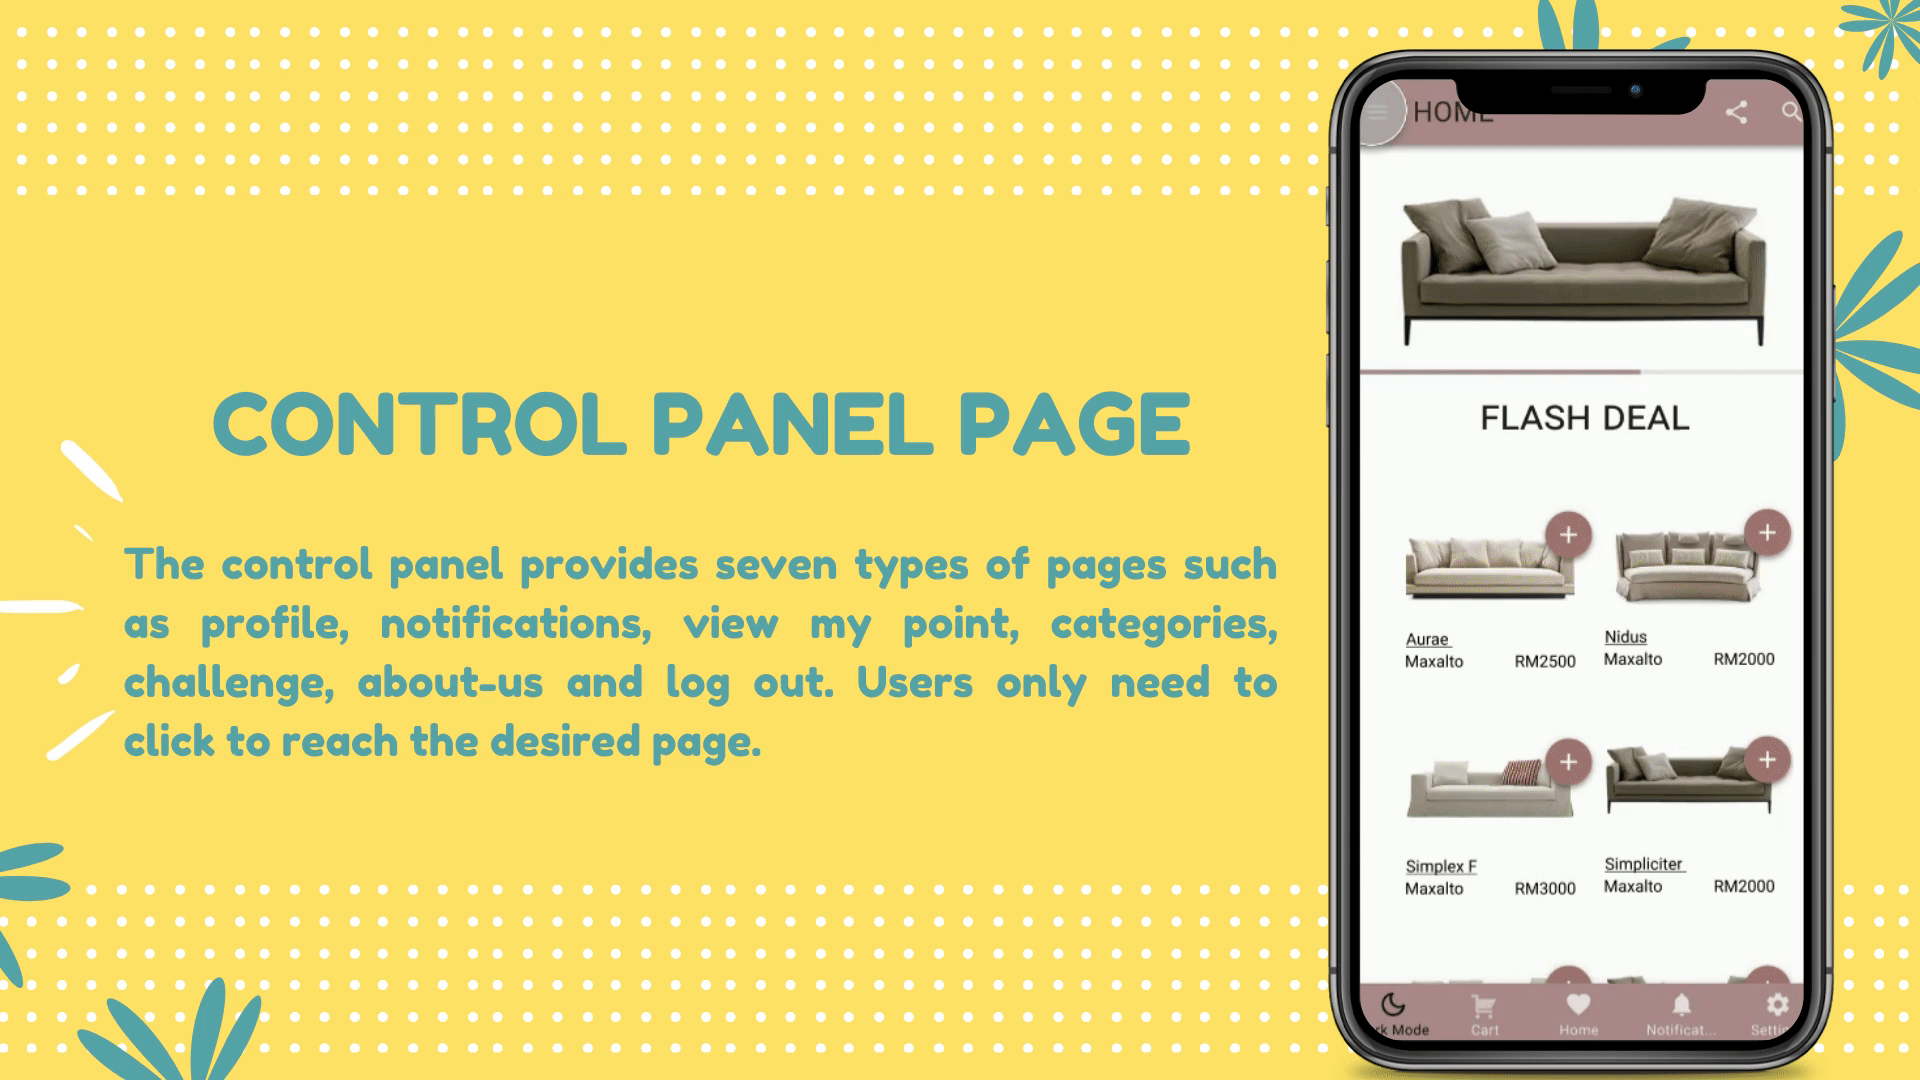 CONTROL PANEL PAGE
The control panel provides seven types of pages such
as profile, notifications, view my point, categories,
challenge, about-us and log out. Users only need to
click to reach the desired page.
HOME
FLASH DEAL
Aurae
Maxalto RM2500
Nidus
Maxalto RM2000
Simplex F
Maxalto RM3000
Simpliciter
Maxalto RM2000
rk Mode Cart Home Notificat... Settin